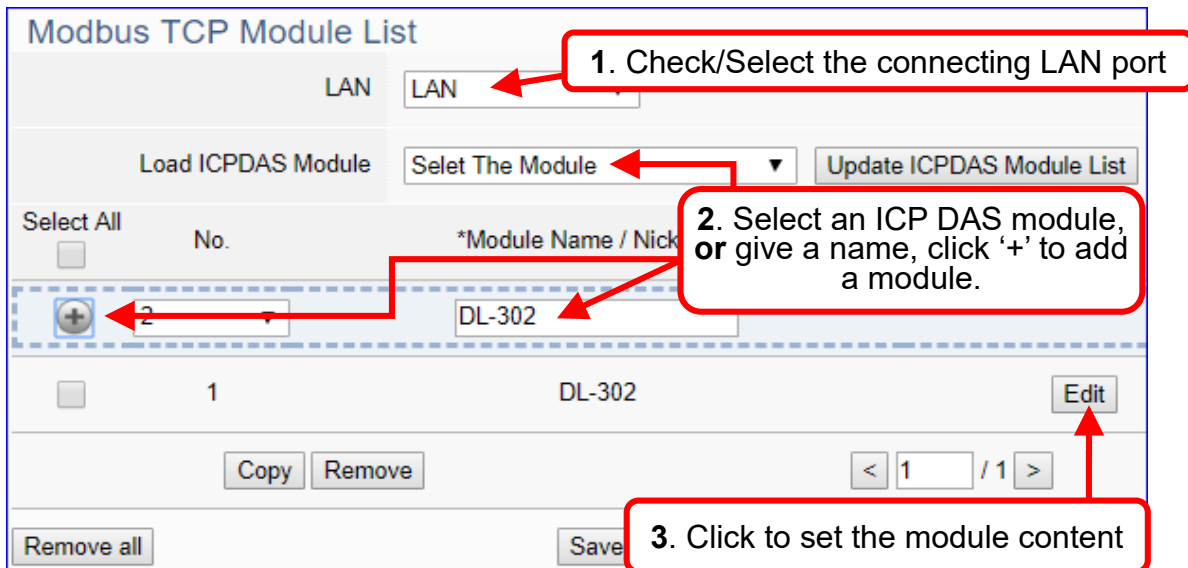 Modbus TCP Module List
1. Check/Select the connecting LAN port
LAN LAN
Load ICPDAS Module Selet The Module ▼ Update ICPDAS Module List
Select All
No. *Module Name / Nick
2. Select an ICP DAS module,
or give a name, click ‘+’ to add
a module.
+ 2 DL-302
1 DL-302 Edit
Copy Remove < 1 / 1 >
Remove all Save
3. Click to set the module content